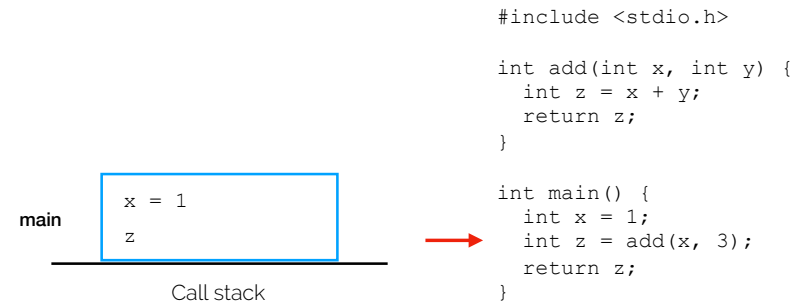 #include <stdio.h>
int add(int x, int y) {
  int z = x + y;
  return z;
}
int main() {
  int x = 1;
  int z = add(x, 3);
  return z;
}
main
x = 1
z
Call stack